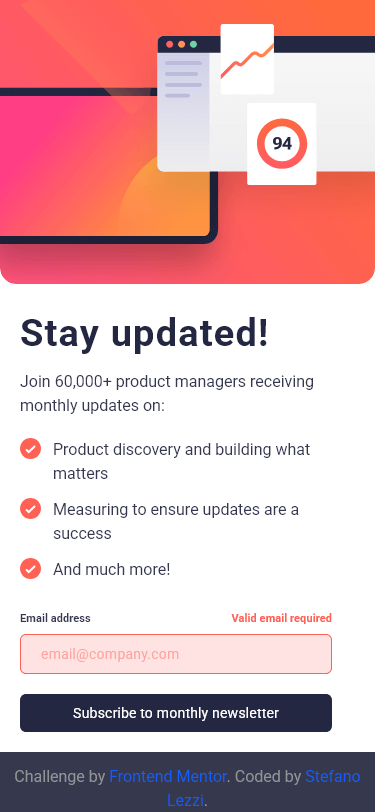 94
Stay updated!
Join 60,000+ product managers receiving
monthly updates on:
Product discovery and building what
matters
Measuring to ensure updates are a
success
And much more!
Email address Valid email required
email@company.com
Subscribe to monthly newsletter
Challenge by Frontend Mentor. Coded by Stefano
Lezzi.